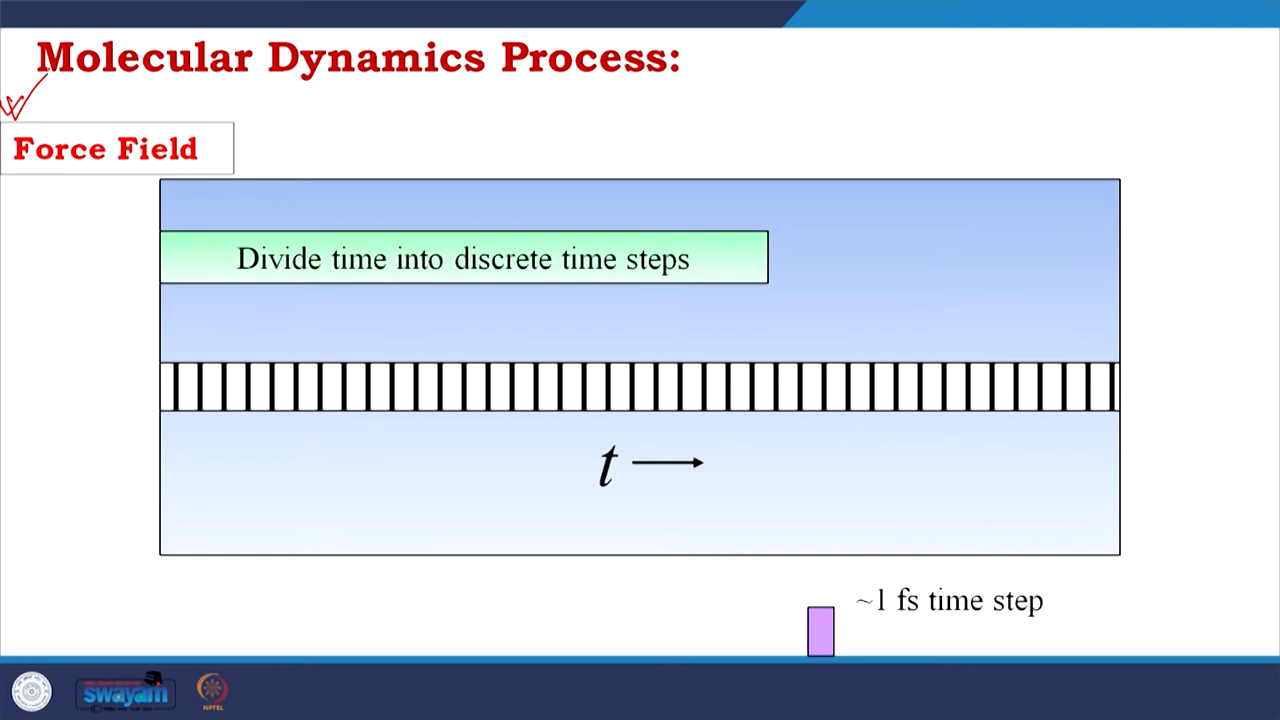 Molecular Dynamics Process:
Force Field
Divide time into discrete time steps
t
~1 fs time step
swayam
NPTEL